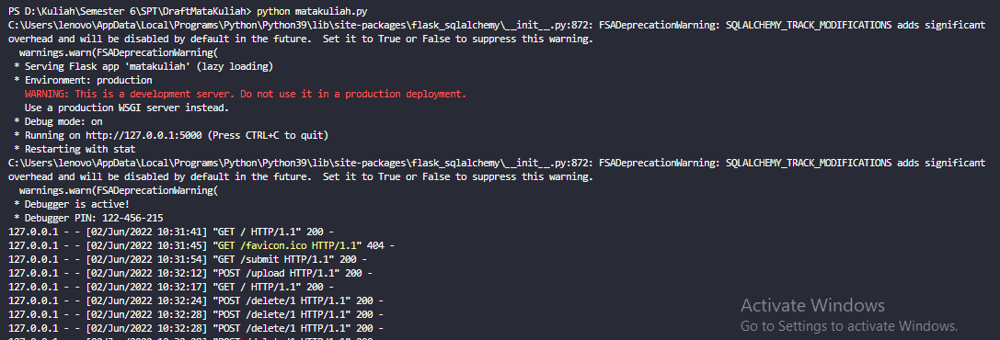 PS D:\Kuliah\Semester 6\SPT\DraftMataKuliah> python matakuliah.py
C:\Users\lenovo\AppData\Local\Programs\Python\Python39\lib\site-packages\flask_sqlalchemy\__init__.py:872: FSADeprecationWarning: SQLALCHEMY_TRACK_MODIFICATIONS adds significant
overhead and will be disabled by default in the future.  Set it to True or False to suppress this warning.
  warnings.warn(FSADeprecationWarning(
 * Serving Flask app 'matakuliah' (lazy loading)
 * Environment: production
   WARNING: This is a development server. Do not use it in a production deployment.
   Use a production WSGI server instead.
 * Debug mode: on
 * Running on http://127.0.0.1:5000 (Press CTRL+C to quit)
 * Restarting with stat
C:\Users\lenovo\AppData\Local\Programs\Python\Python39\lib\site-packages\flask_sqlalchemy\__init__.py:872: FSADeprecationWarning: SQLALCHEMY_TRACK_MODIFICATIONS adds significant
overhead and will be disabled by default in the future.  Set it to True or False to suppress this warning.
  warnings.warn(FSADeprecationWarning(
 * Debugger is active!
 * Debugger PIN: 122-456-215
127.0.0.1 - - [02/Jun/2022 10:31:41] "GET / HTTP/1.1" 200 -
127.0.0.1 - - [02/Jun/2022 10:31:45] "GET /favicon.ico HTTP/1.1" 404 -
127.0.0.1 - - [02/Jun/2022 10:31:54] "GET /submit HTTP/1.1" 200 -
127.0.0.1 - - [02/Jun/2022 10:32:12] "POST /upload HTTP/1.1" 200 -
127.0.0.1 - - [02/Jun/2022 10:32:17] "GET / HTTP/1.1" 200 -
127.0.0.1 - - [02/Jun/2022 10:32:24] "POST /delete/1 HTTP/1.1" 200 -
127.0.0.1 - - [02/Jun/2022 10:32:28] "POST /delete/1 HTTP/1.1" 200 -
127.0.0.1 - - [02/Jun/2022 10:32:28] "POST /delete/1 HTTP/1.1" 200 -
Activate Windows
Go to Settings to activate Windows.